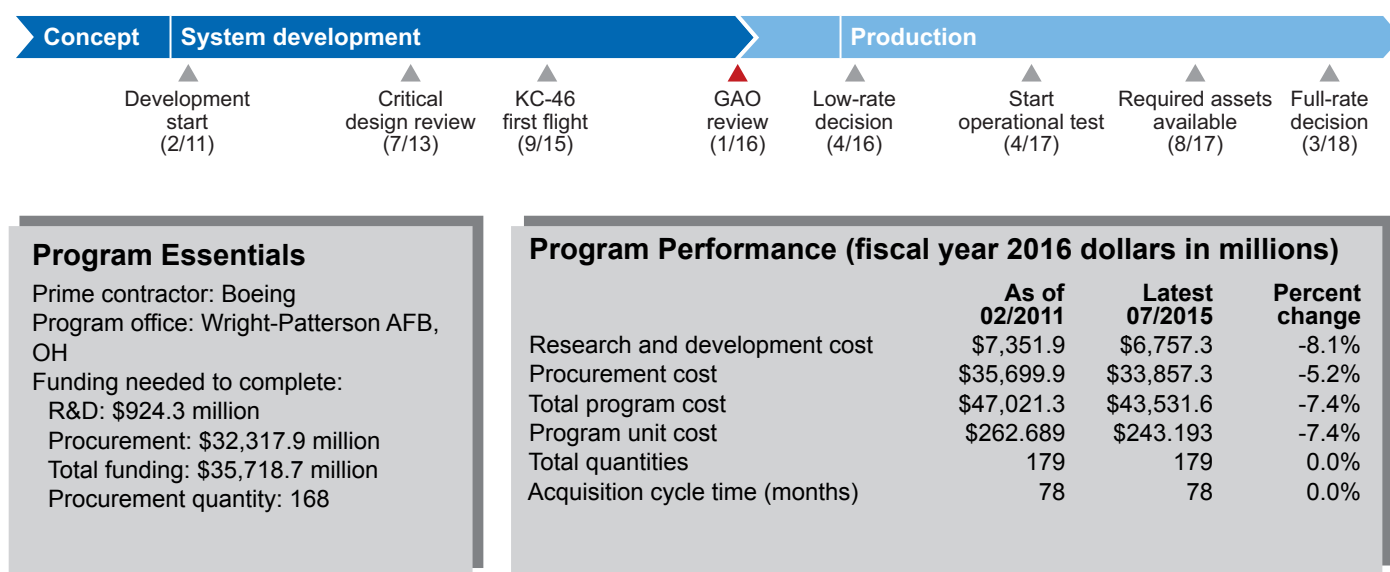 Concept System development Production
Development start (2/11)
Critical design review (7/13)
KC-46 first flight (9/15)
GAO review (1/16)
Low-rate decision (4/16)
Start operational test (4/17)
Required assets available (8/17)
Full-rate decision (3/18)
Program Essentials
Prime contractor: Boeing
Program office: Wright-Patterson AFB,
OH
Funding needed to complete:
R&D: $924.3 million
Procurement: $32,317.9 million
Total funding: $35,718.7 million
Procurement quantity: 168
Program Performance (fiscal year 2016 dollars in millions)
As of 02/2011 Latest 07/2015 Percent change
Research and development cost $7,351.9 $6,757.3 -8.1%
Procurement cost $35,699.9 $33,857.3 -5.2%
Total program cost $47,021.3 $43,531.6 -7.4%
Program unit cost $262.689 $243.193 -7.4%
Total quantities 179 179 0.0%
Acquisition cycle time (months) 78 78 0.0%